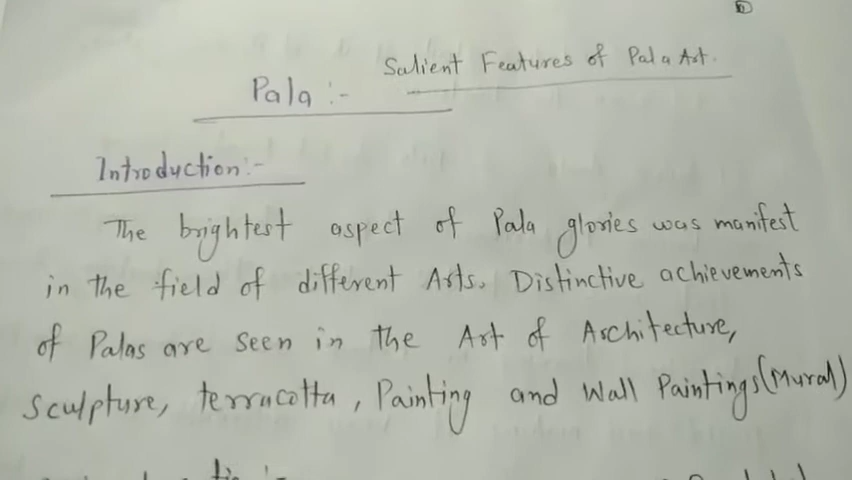 Salient Features of Pala Art.
Pala :-
Introduction:-
The brightest aspect of Pala glories was manifest
in the field of different Arts. Distinctive achievements
of Palas are seen in the Art of Architecture,
Sculpture, terracotta, Painting and Wall Paintings(Mural)